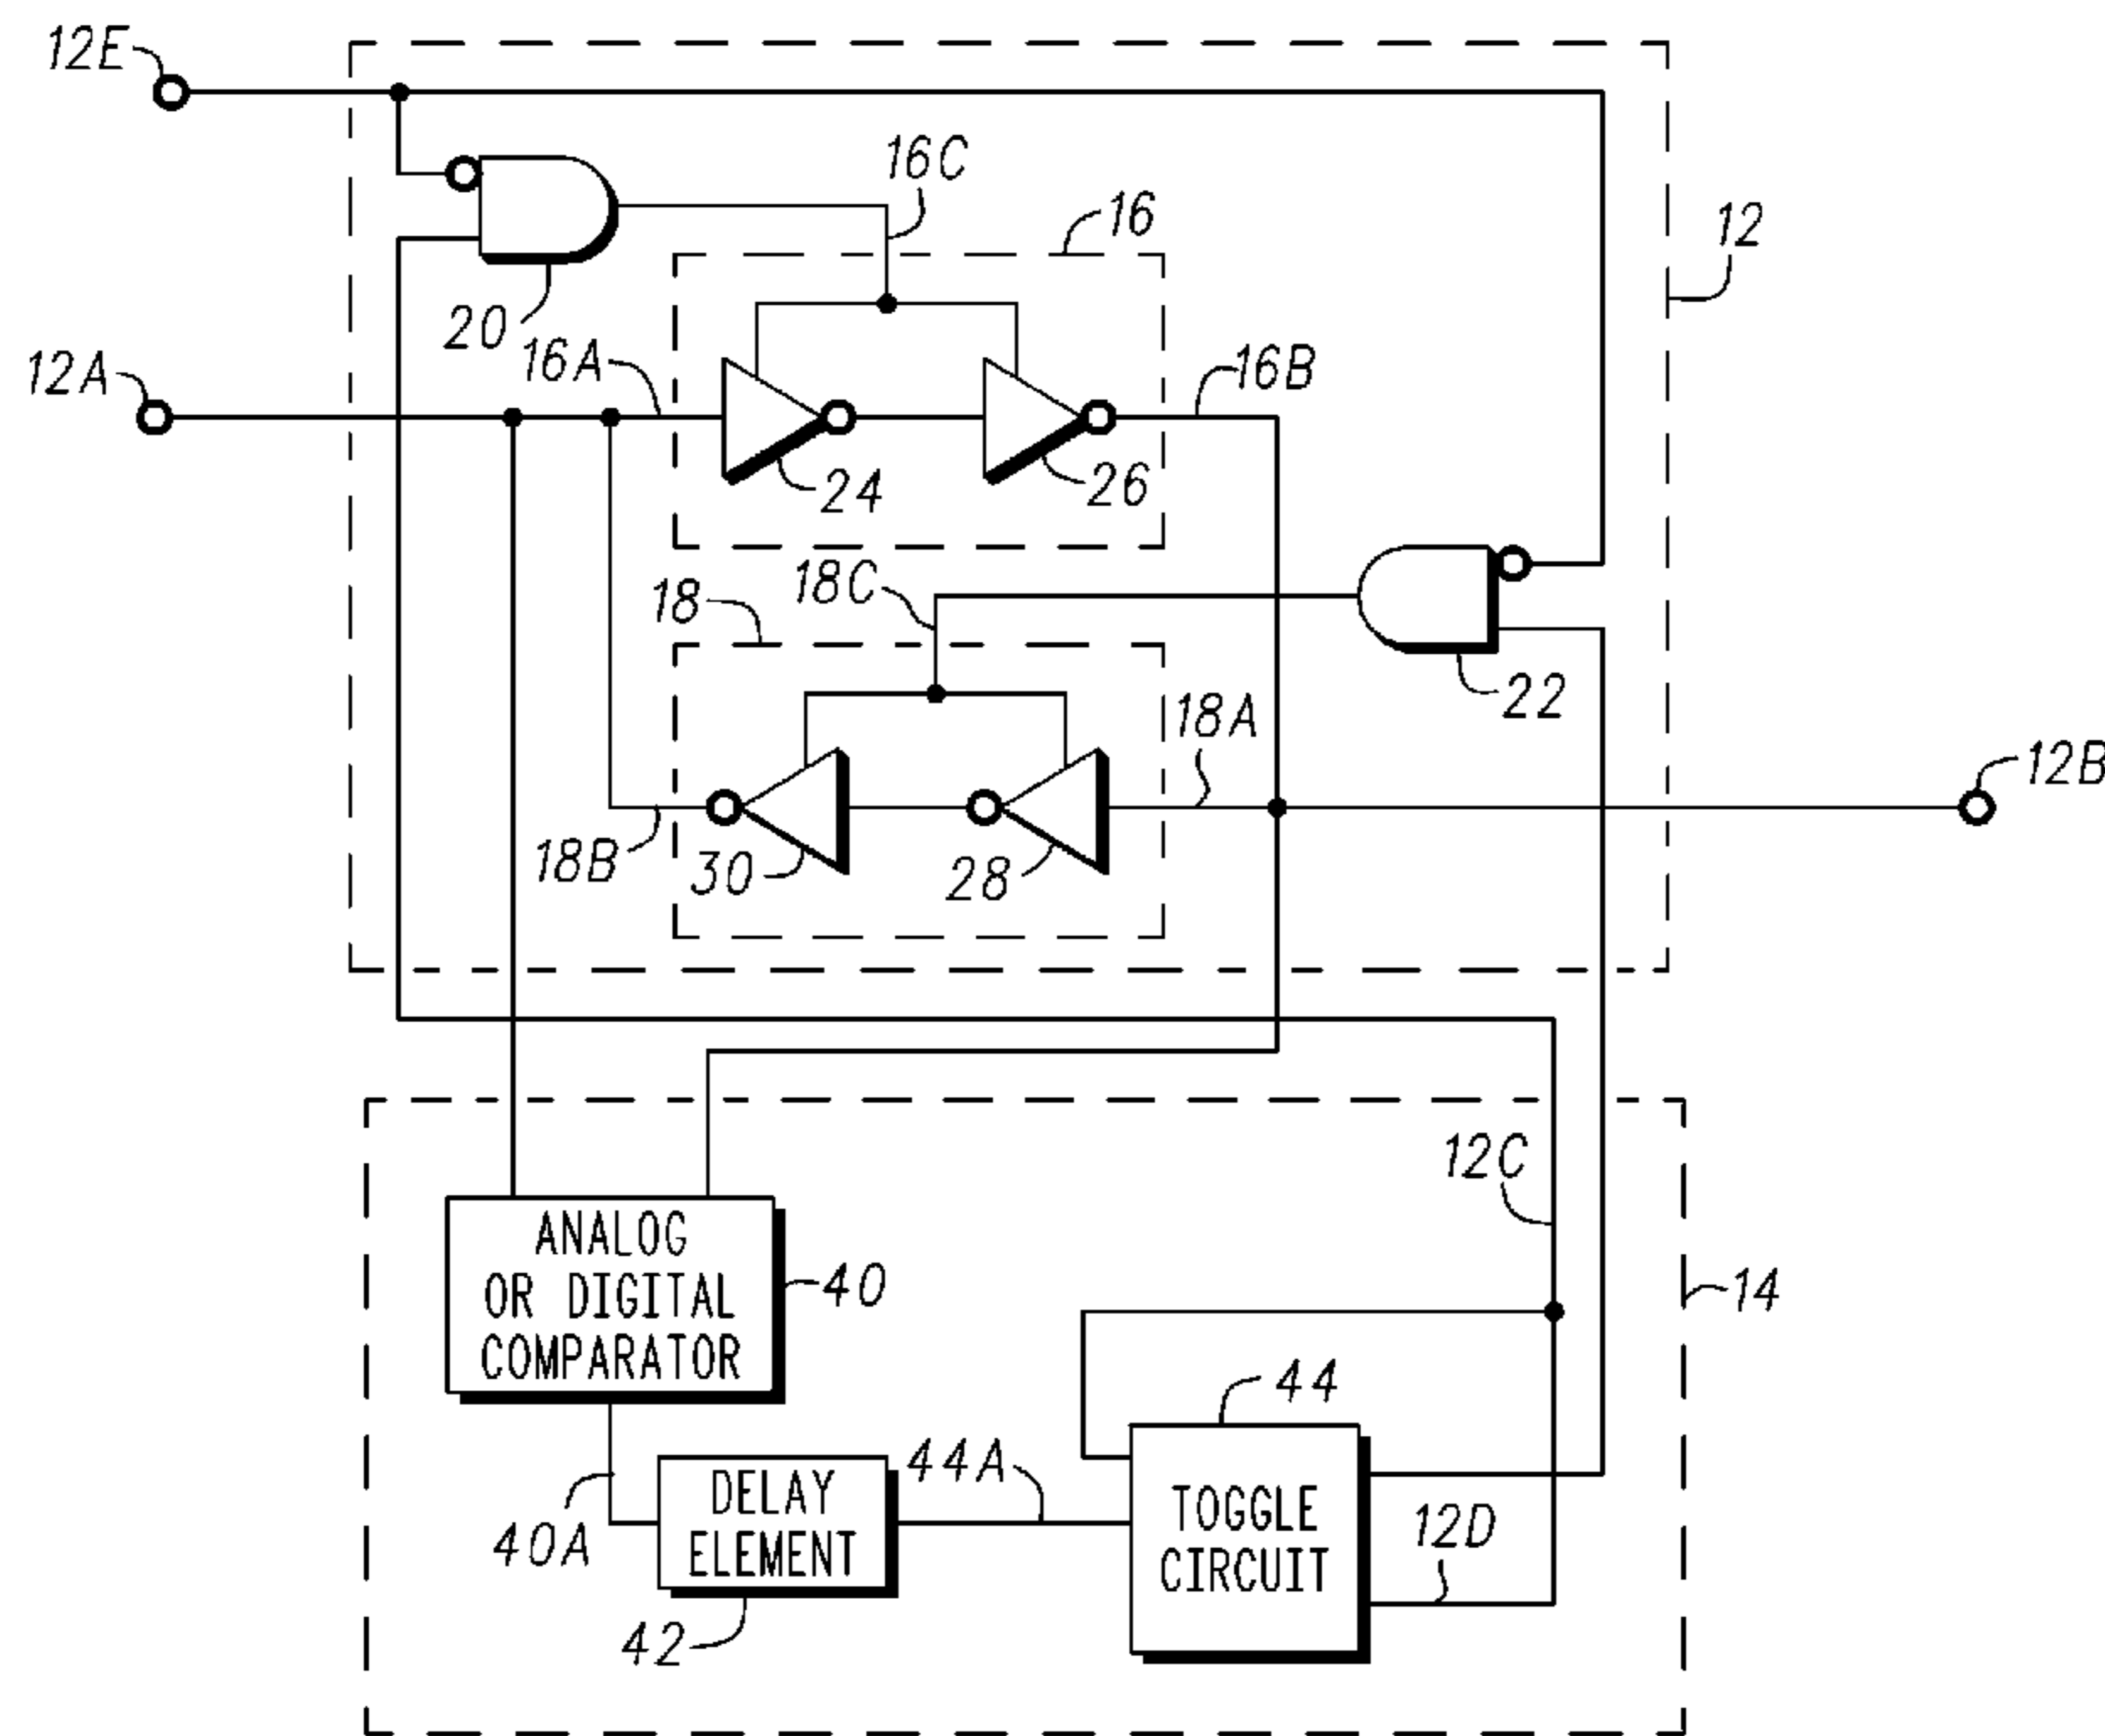 12E
16C
16
12
20
16A
16B
12A
24
26
18C
18
22
18A
12B
18B
30
28
12C
ANALOG
OR DIGITAL
COMPARATOR
40
14
44
44A
DELAY
ELEMENT
TOGGLE
CIRCUIT
12D
40A
42